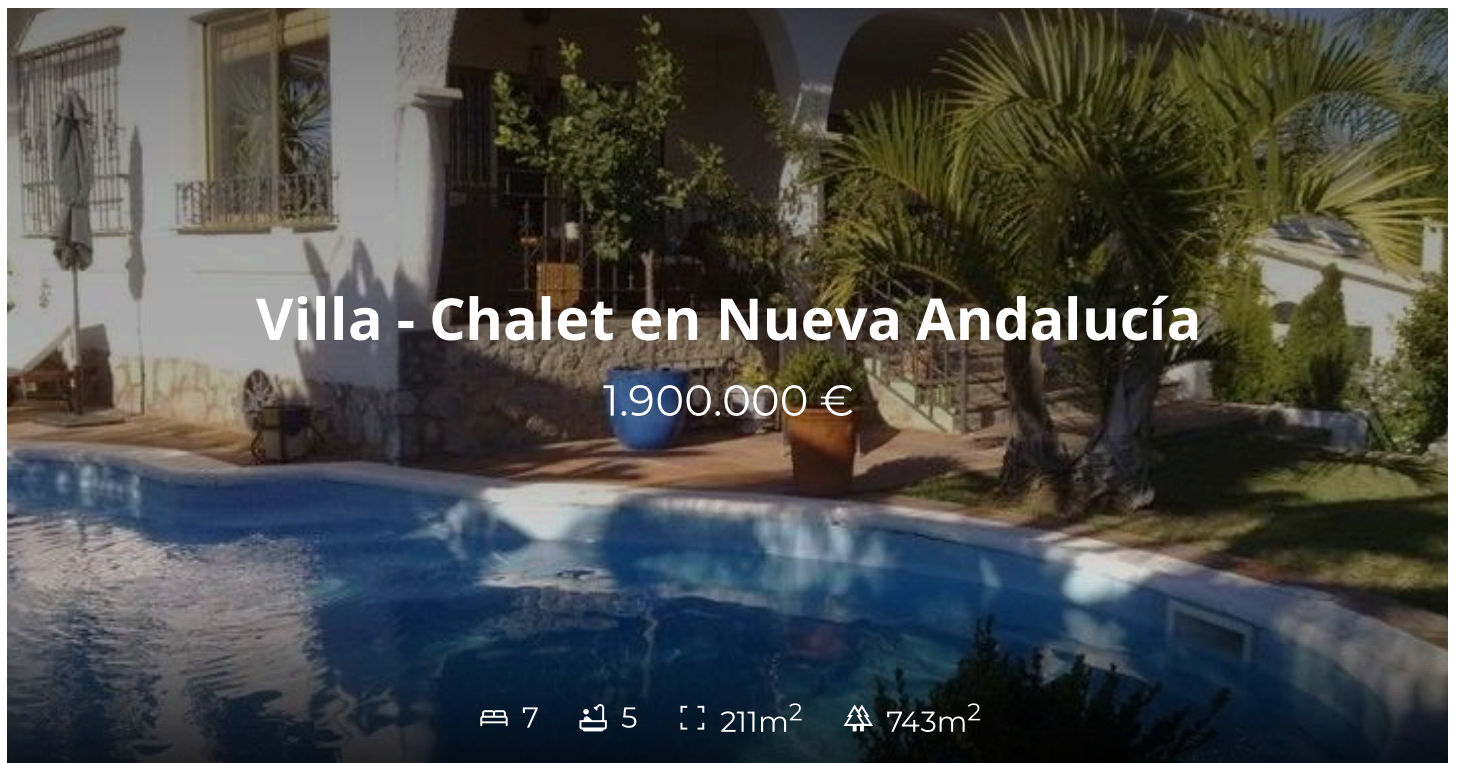 Villa - Chalet en Nueva Andalucía
1.900.000 €
7 5 211m² 743m²